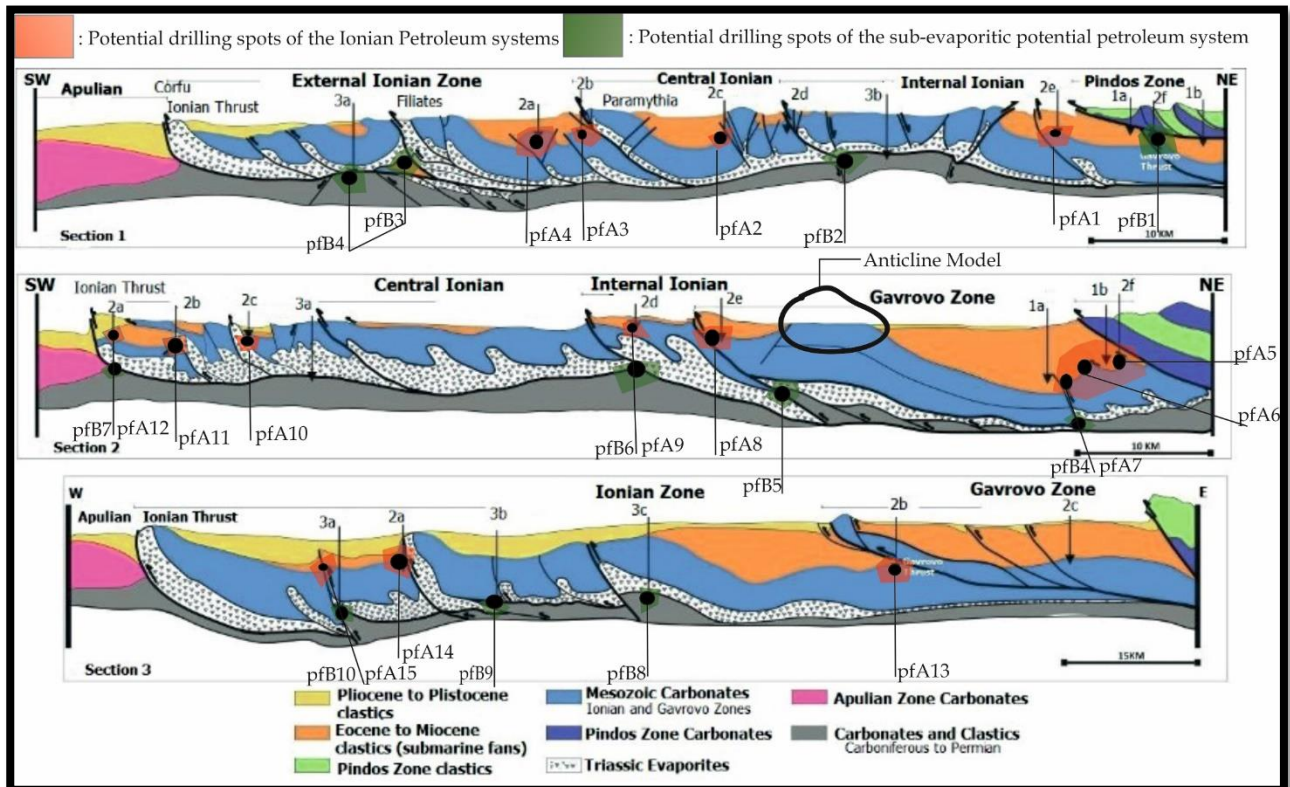 : Potential drilling spots of the Ionian Petroleum systems
: Potential drilling spots of the sub-evaporitic potential petroleum system
SW
NE
Apulian
Corfu
External Ionian Zone
Central Ionian
Internal Ionian
Pindos Zone
Ionian Thrust
3a
Filiates
2a
2b
Paramythia
2c
2d
3b
2e
1a
2f
1b
Gavrovo
Thrust
Section 1
pfB4
pfB3
pfA4
pfA3
pfA2
pfB2
pfA1
pfB1
10 KM
Anticline Model
SW
NE
Ionian Thrust
Central Ionian
Internal Ionian
Gavrovo Zone
2a
2b
2c
3a
2d
2e
1a
1b
2f
pfA5
pfA6
Section 2
pfB7
pfA12
pfA11
pfA10
pfB6
pfA9
pfA8
pfB5
pfB4
pfA7
10 KM
W
E
Apulian
Ionian Thrust
Ionian Zone
Gavrovo Zone
3a
2a
3b
3c
2b
2c
Gavrovo
Thrust
Section 3
pfB10
pfA15
pfA14
pfB9
pfB8
pfA13
15KM
Pliocene to Plistocene
clastics
Eocene to Miocene
clastics (submarine fans)
Pindos Zone clastics
Mesozoic Carbonates
Ionian and Gavrovo Zones
Pindos Zone Carbonates
Triassic Evaporites
Apulian Zone Carbonates
Carbonates and Clastics
Carboniferous to Permian